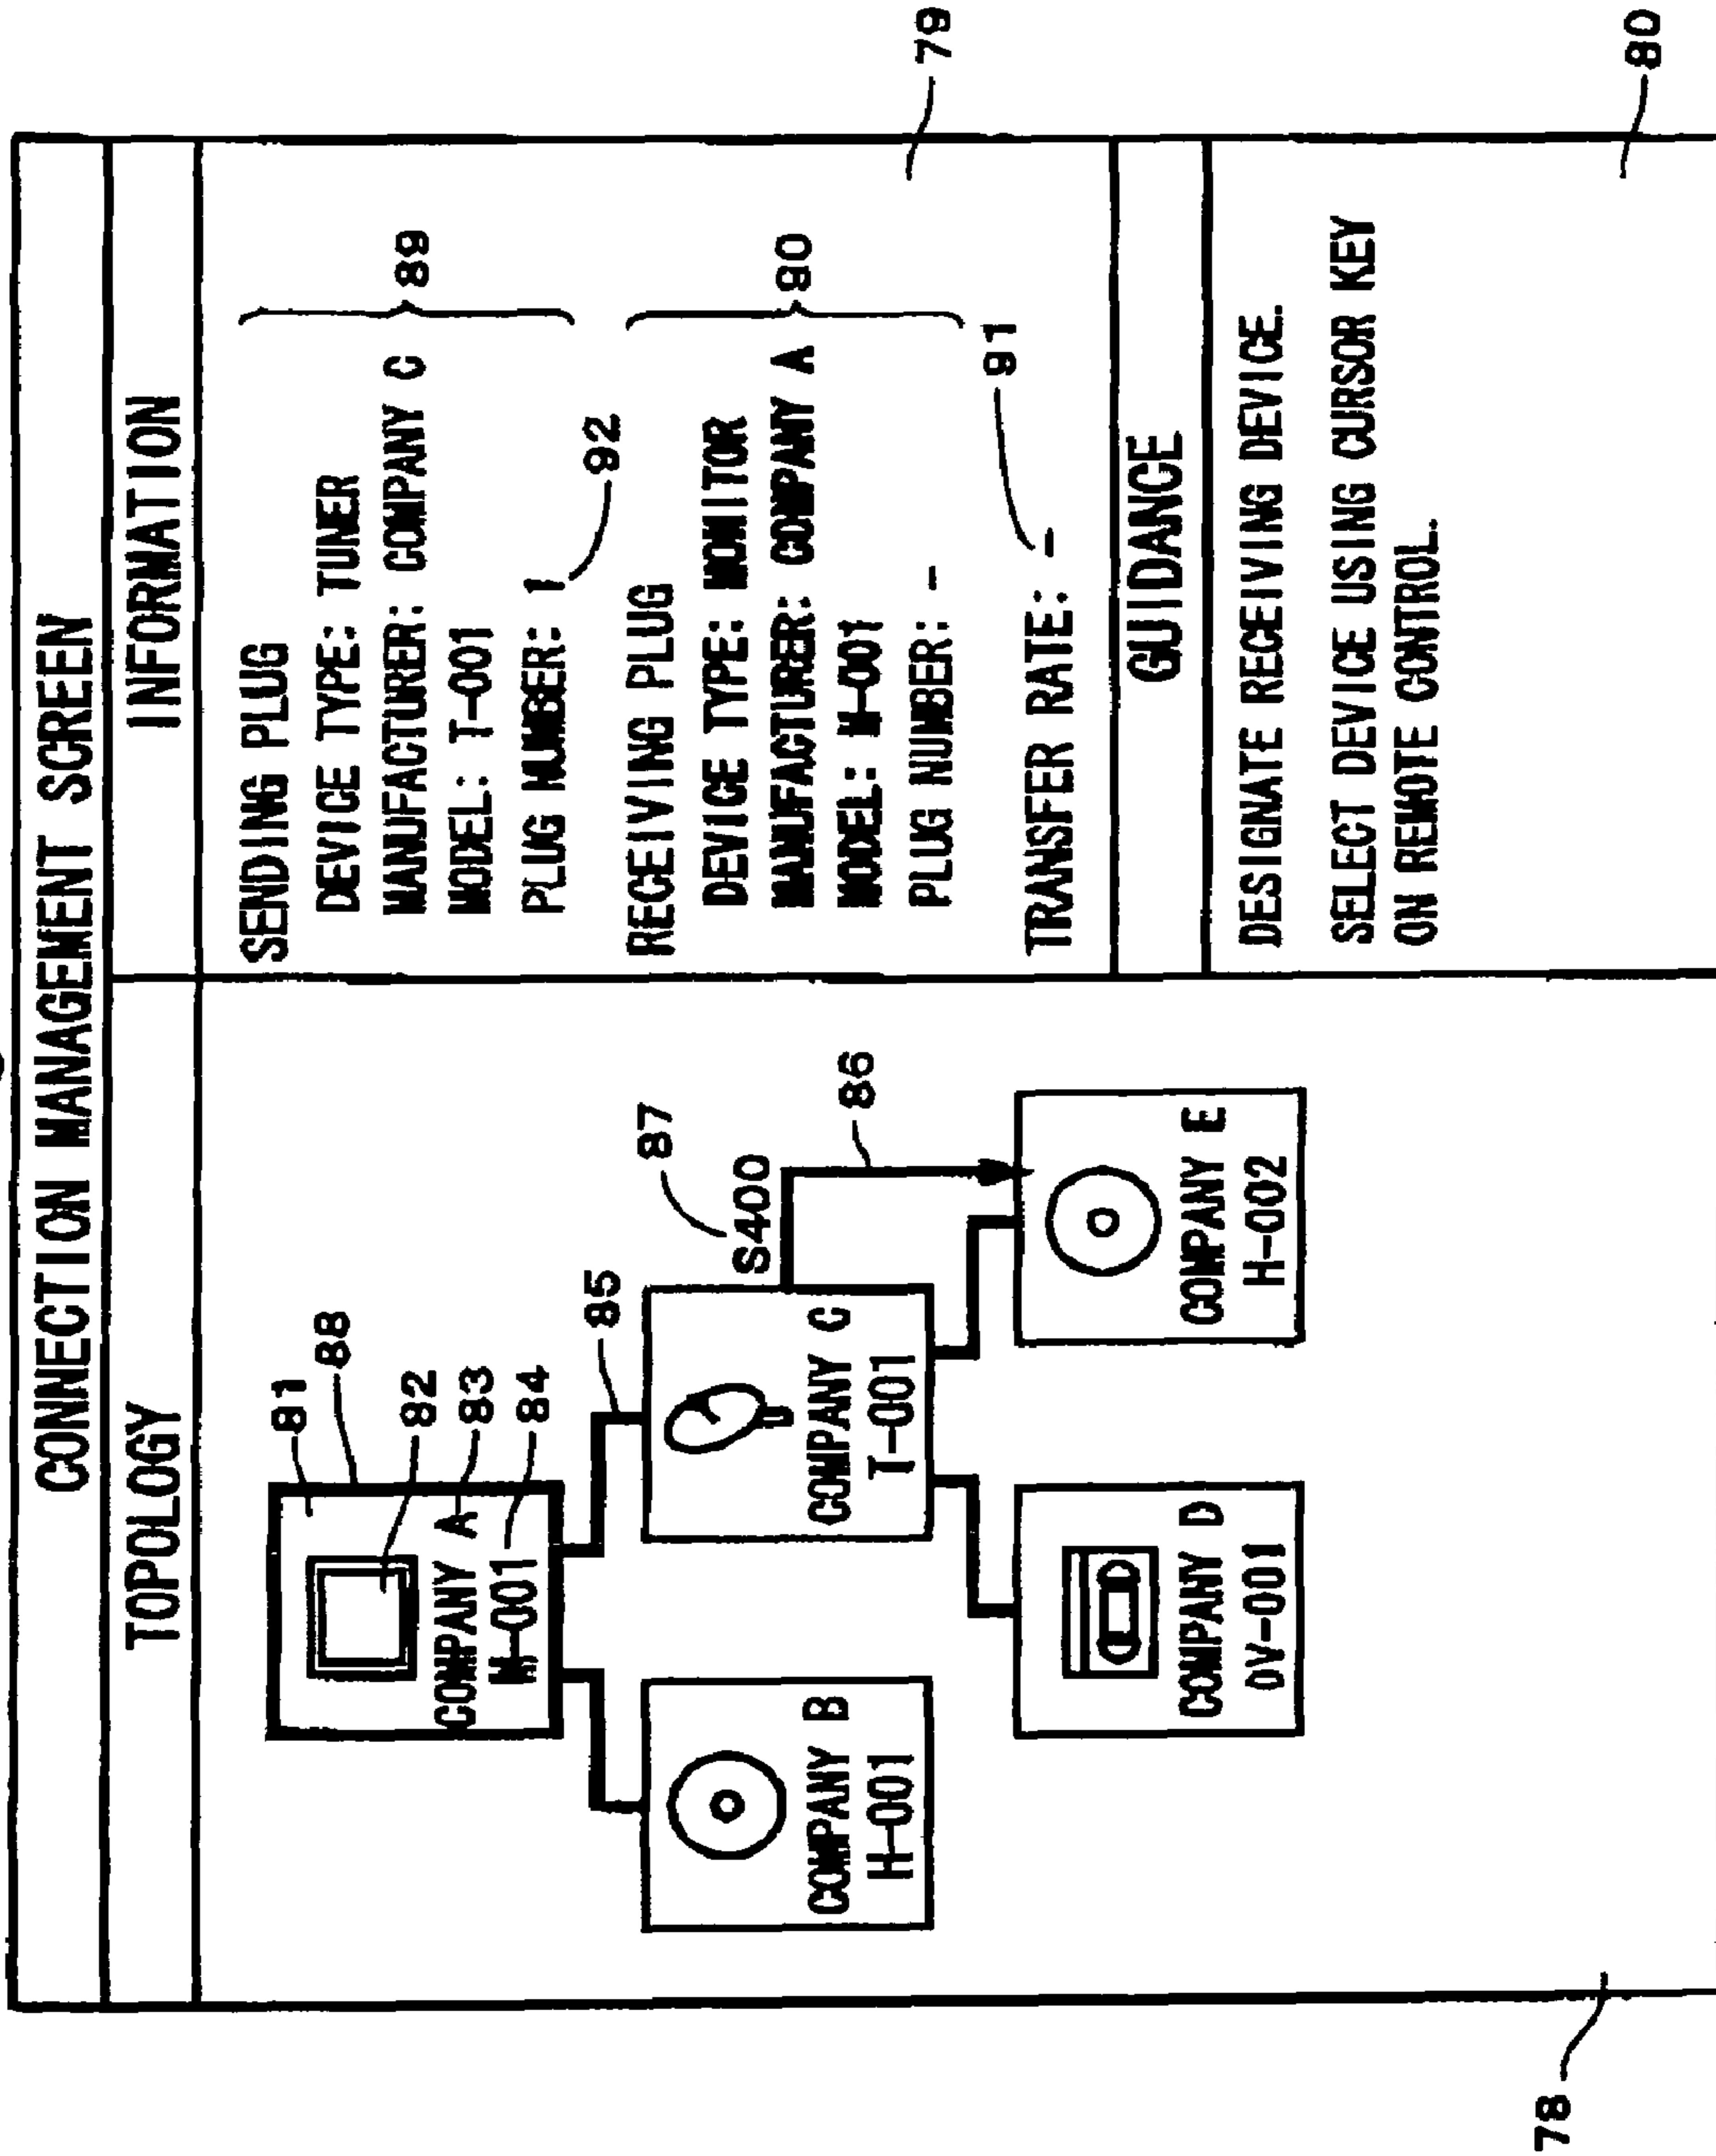 CONNECTION MANAGEMENT SCREEN
TOPOLOGY
INFORMATION
81
88
82
83
84
COMPANY A
M-001
85
87
S400
86
COMPANY B
H-001
COMPANY C
T-001
COMPANY D
DV-001
COMPANY E
H-002
78
SENDING PLUG
DEVICE TYPE: TUNER
MANUFACTURER: COMPANY C
MODEL: T-001
PLUG NUMBER: 1
89
92
RECEIVING PLUG
DEVICE TYPE: MONITOR
MANUFACTURER: COMPANY A
MODEL: M-001
PLUG NUMBER: -
90
TRANSFER RATE: -
91
79
GUIDANCE
DESIGNATE RECEIVING DEVICE.
SELECT DEVICE USING CURSOR KEY
ON REMOTE CONTROL.
80